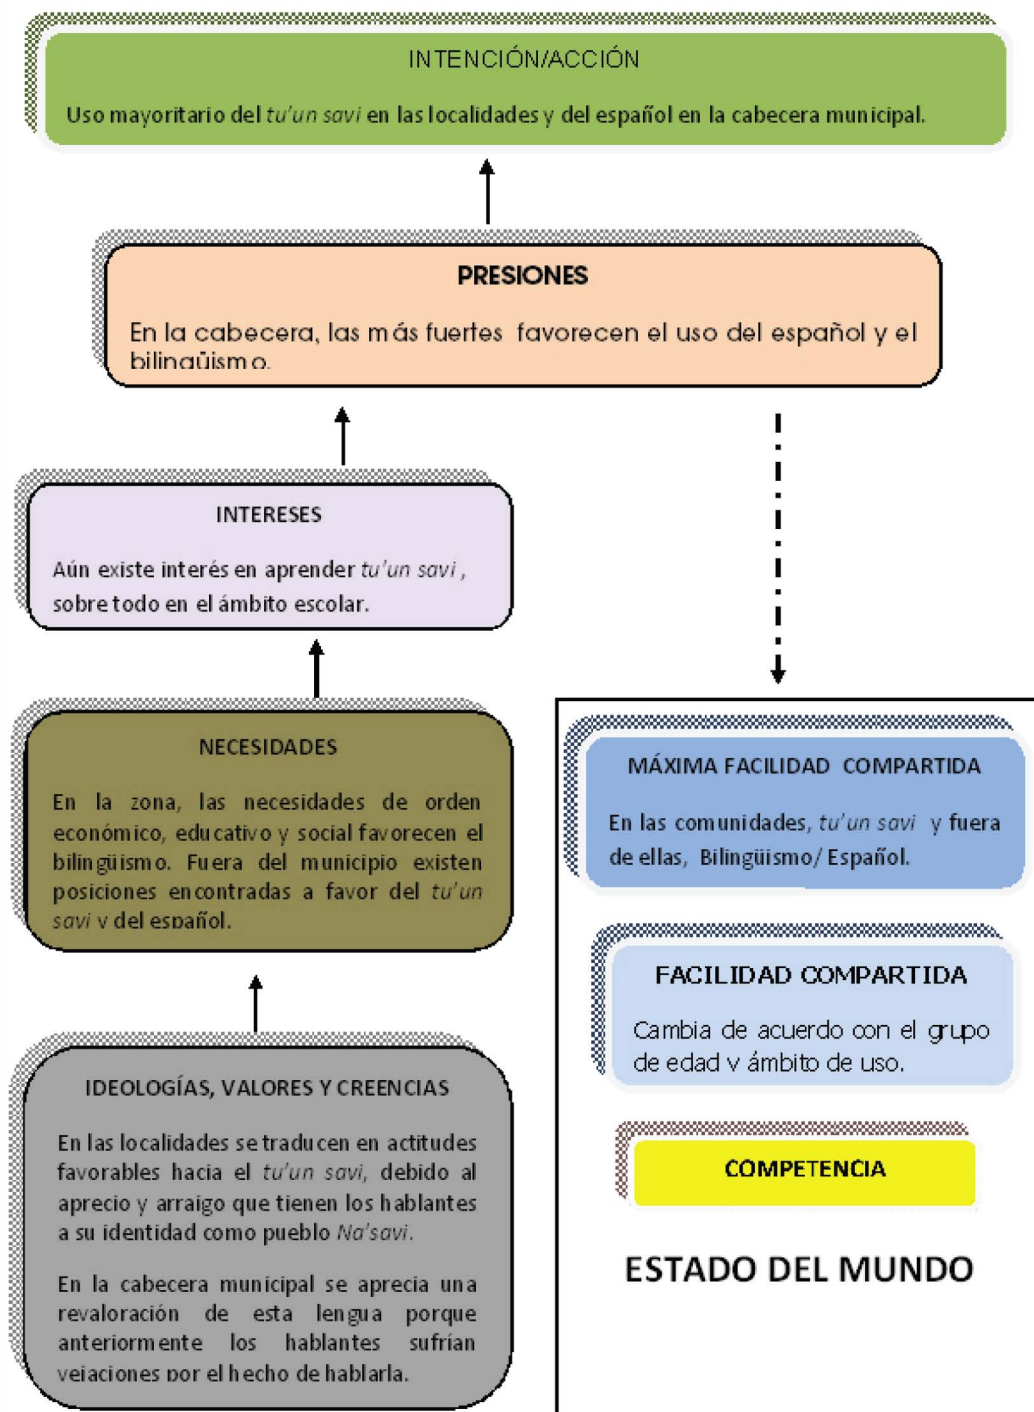 INTENCIÓN/ACCIÓN
Uso mayoritario del tu'un savi en las localidades y del español en la cabecera municipal.
PRESIONES
En la cabecera, las más fuertes favorecen el uso del español y el
bilingüismo.
INTERESES
Aún existe interés en aprender tu'un savi ,
sobre todo en el ámbito escolar.
NECESIDADES
En la zona, las necesidades de orden
económico, educativo y social favorecen el
bilingüismo. Fuera del municipio existen
posiciones encontradas a favor del tu'un
savi y del español.
IDEOLOGÍAS, VALORES Y CREENCIAS
En las localidades se traducen en actitudes
favorables hacia el tu'un savi, debido al
aprecio y arraigo que tienen los hablantes
a su identidad como pueblo Na'savi.
En la cabecera municipal se aprecia una
revaloración de esta lengua porque
anteriormente los hablantes sufrían
vejaciones por el hecho de hablarla.
MÁXIMA FACILIDAD COMPARTIDA
En las comunidades, tu'un savi y fuera
de ellas, Bilingüismo/ Español.
FACILIDAD COMPARTIDA
Cambia de acuerdo con el grupo
de edad y ámbito de uso.
COMPETENCIA
ESTADO DEL MUNDO